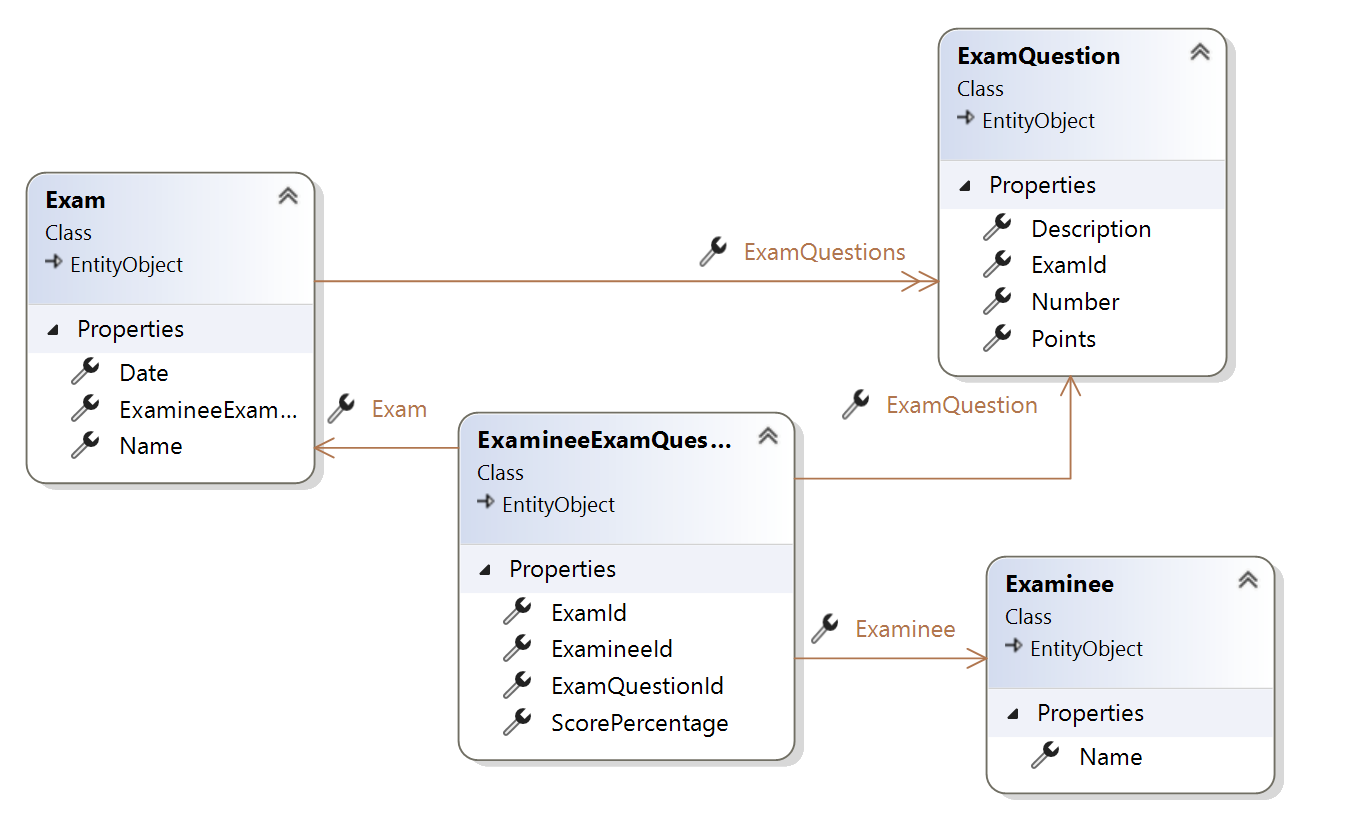 Exam
Class
EntityObject
Properties
Date
ExamineeExam...
Name
ExamQuestions
ExamQuestion
Class
EntityObject
Properties
Description
ExamId
Number
Points
Exam
ExamQuestion
ExamineeExamQues...
Class
EntityObject
Properties
ExamId
ExamineeId
ExamQuestionId
ScorePercentage
Examinee
Examinee
Class
EntityObject
Properties
Name